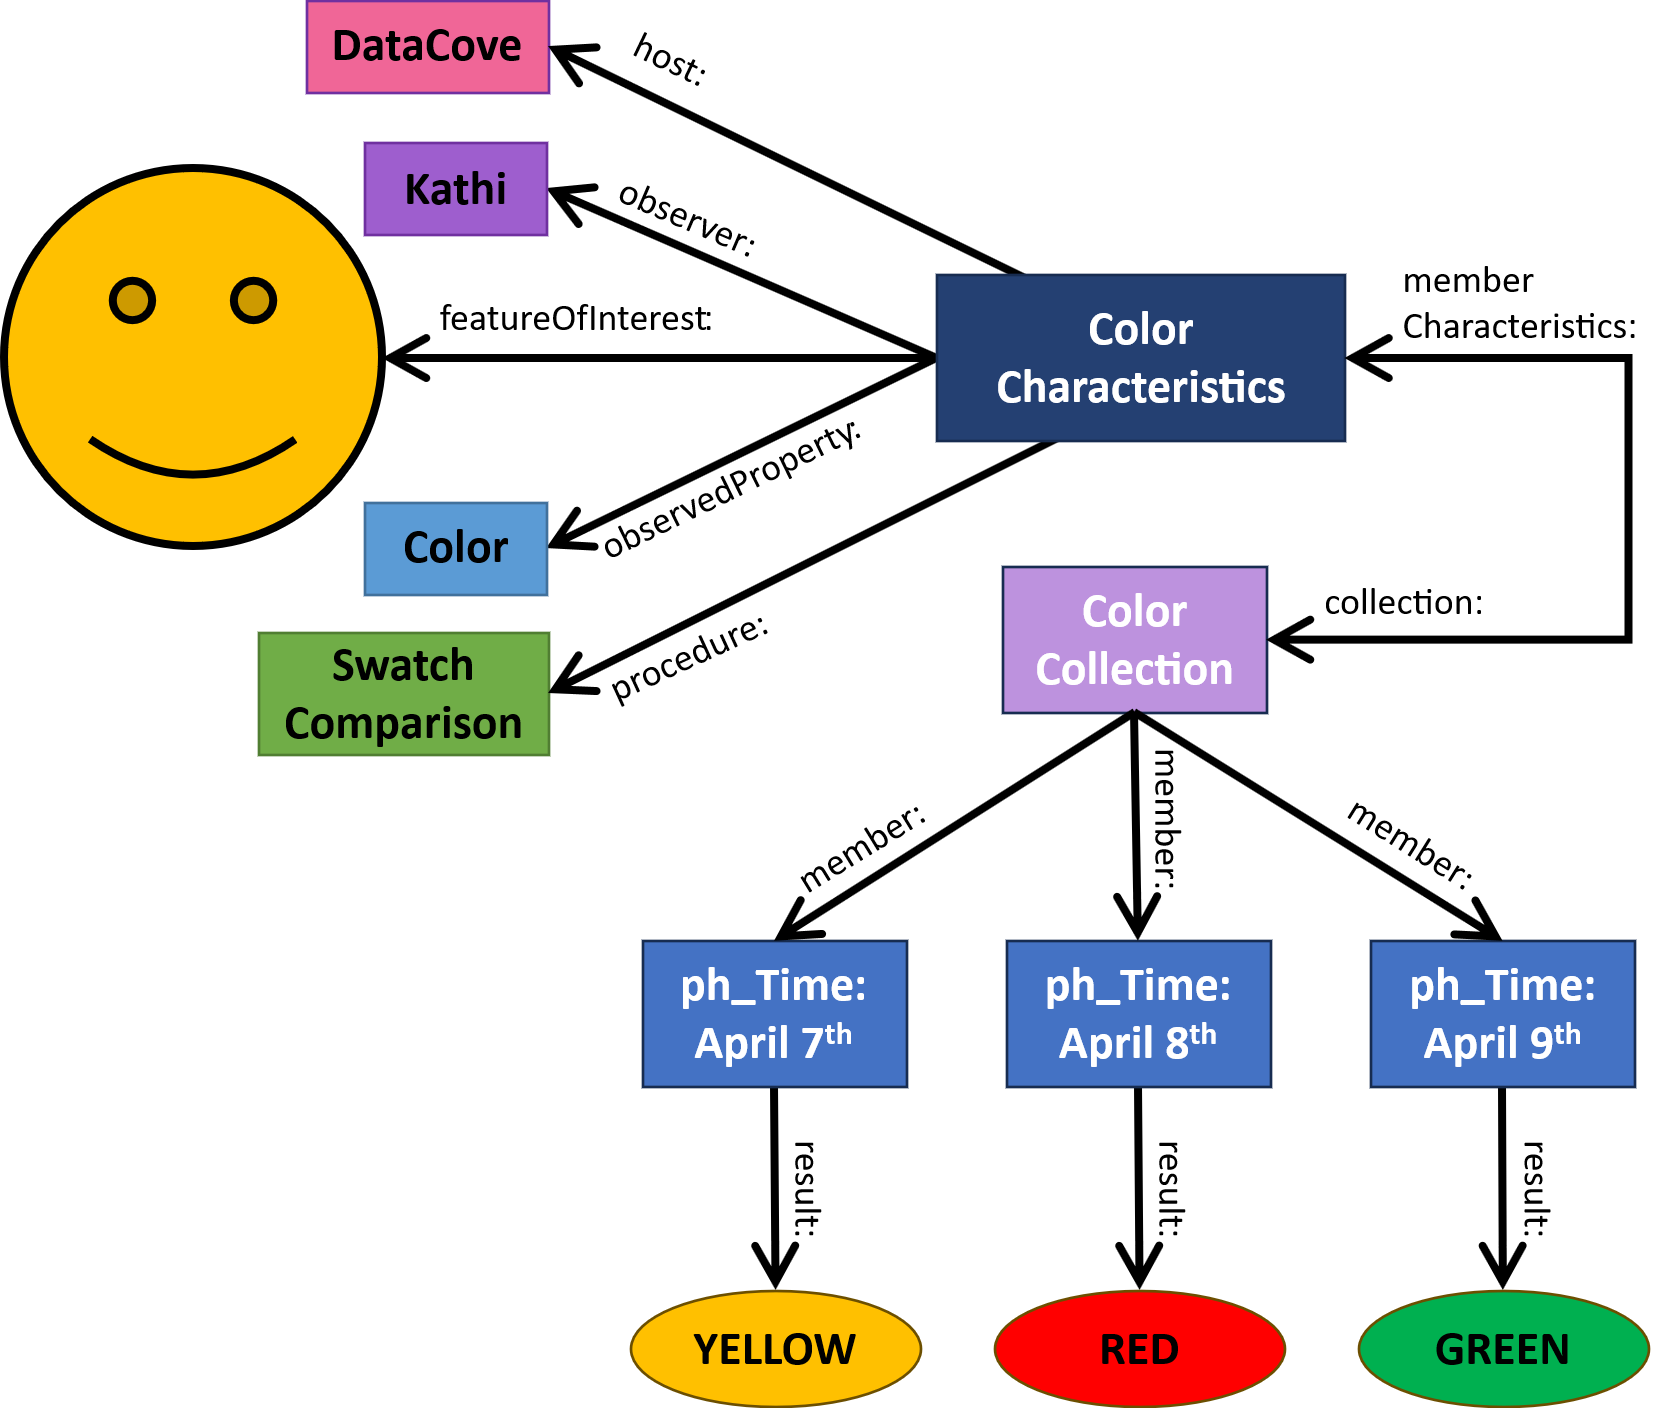 DataCove
host:
Kathi
observer:
featureOfInterest:
Color
Characteristics
member
Characteristics:
observedProperty:
Color
procedure:
Swatch
Comparison
Color
Collection
collection:
member:
member:
member:
ph_Time:
April 7th
ph_Time:
April 8th
ph_Time:
April 9th
result:
result:
result:
YELLOW
RED
GREEN